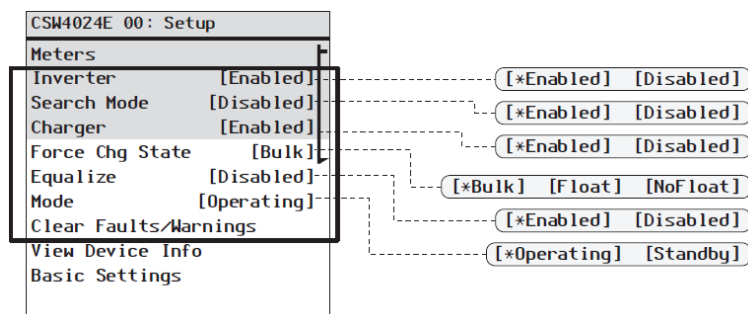 CSW4024E 00: Setup
Meters
Inverter [Enabled] [*Enabled] [Disabled]
Search Mode [Disabled] [*Enabled] [Disabled]
Charger [Enabled] [*Enabled] [Disabled]
Force Chg State [Bulk] [*Bulk] [Float] [NoFloat]
Equalize [Disabled] [*Enabled] [Disabled]
Mode [Operating] [*Operating] [Standby]
Clear Faults/Warnings
View Device Info
Basic Settings